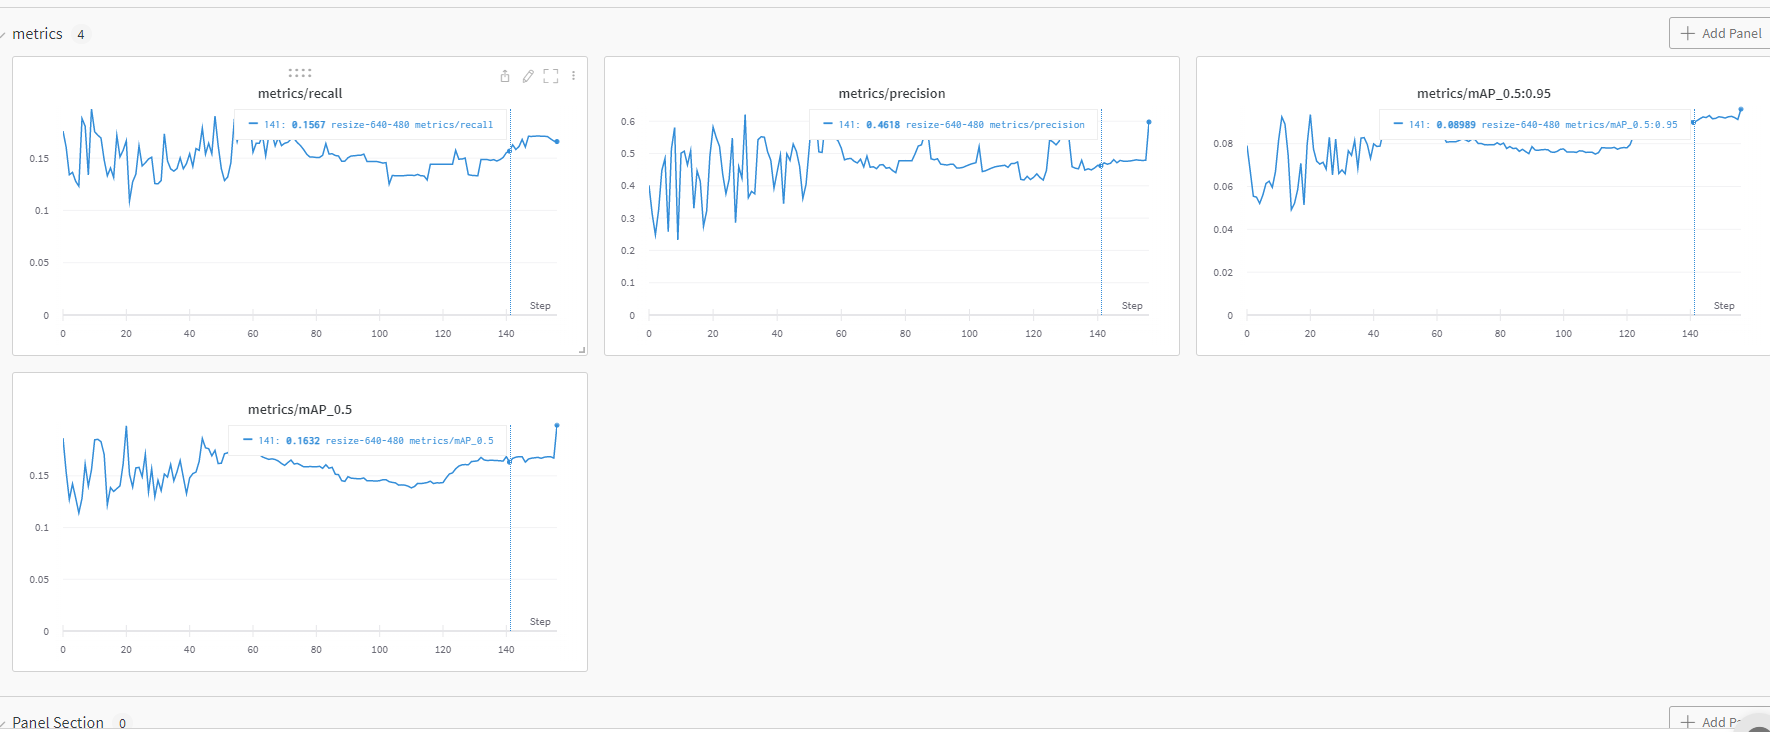 metrics 4
Add Panel
metrics/recall
141: 0.1567 resize-640-480 metrics/recall
0.15
0.1
0.05
0
Step
0 20 40 60 80 100 120 140
metrics/precision
141: 0.4618 resize-640-480 metrics/precision
0.6
0.5
0.4
0.3
0.2
0.1
0
Step
0 20 40 60 80 100 120 140
metrics/mAP_0.5:0.95
141: 0.08989 resize-640-480 metrics/mAP_0.5:0.95
0.08
0.06
0.04
0.02
0
Step
0 20 40 60 80 100 120 140
metrics/mAP_0.5
141: 0.1632 resize-640-480 metrics/mAP_0.5
0.15
0.1
0.05
0
Step
0 20 40 60 80 100 120 140
Panel Section 0
Add